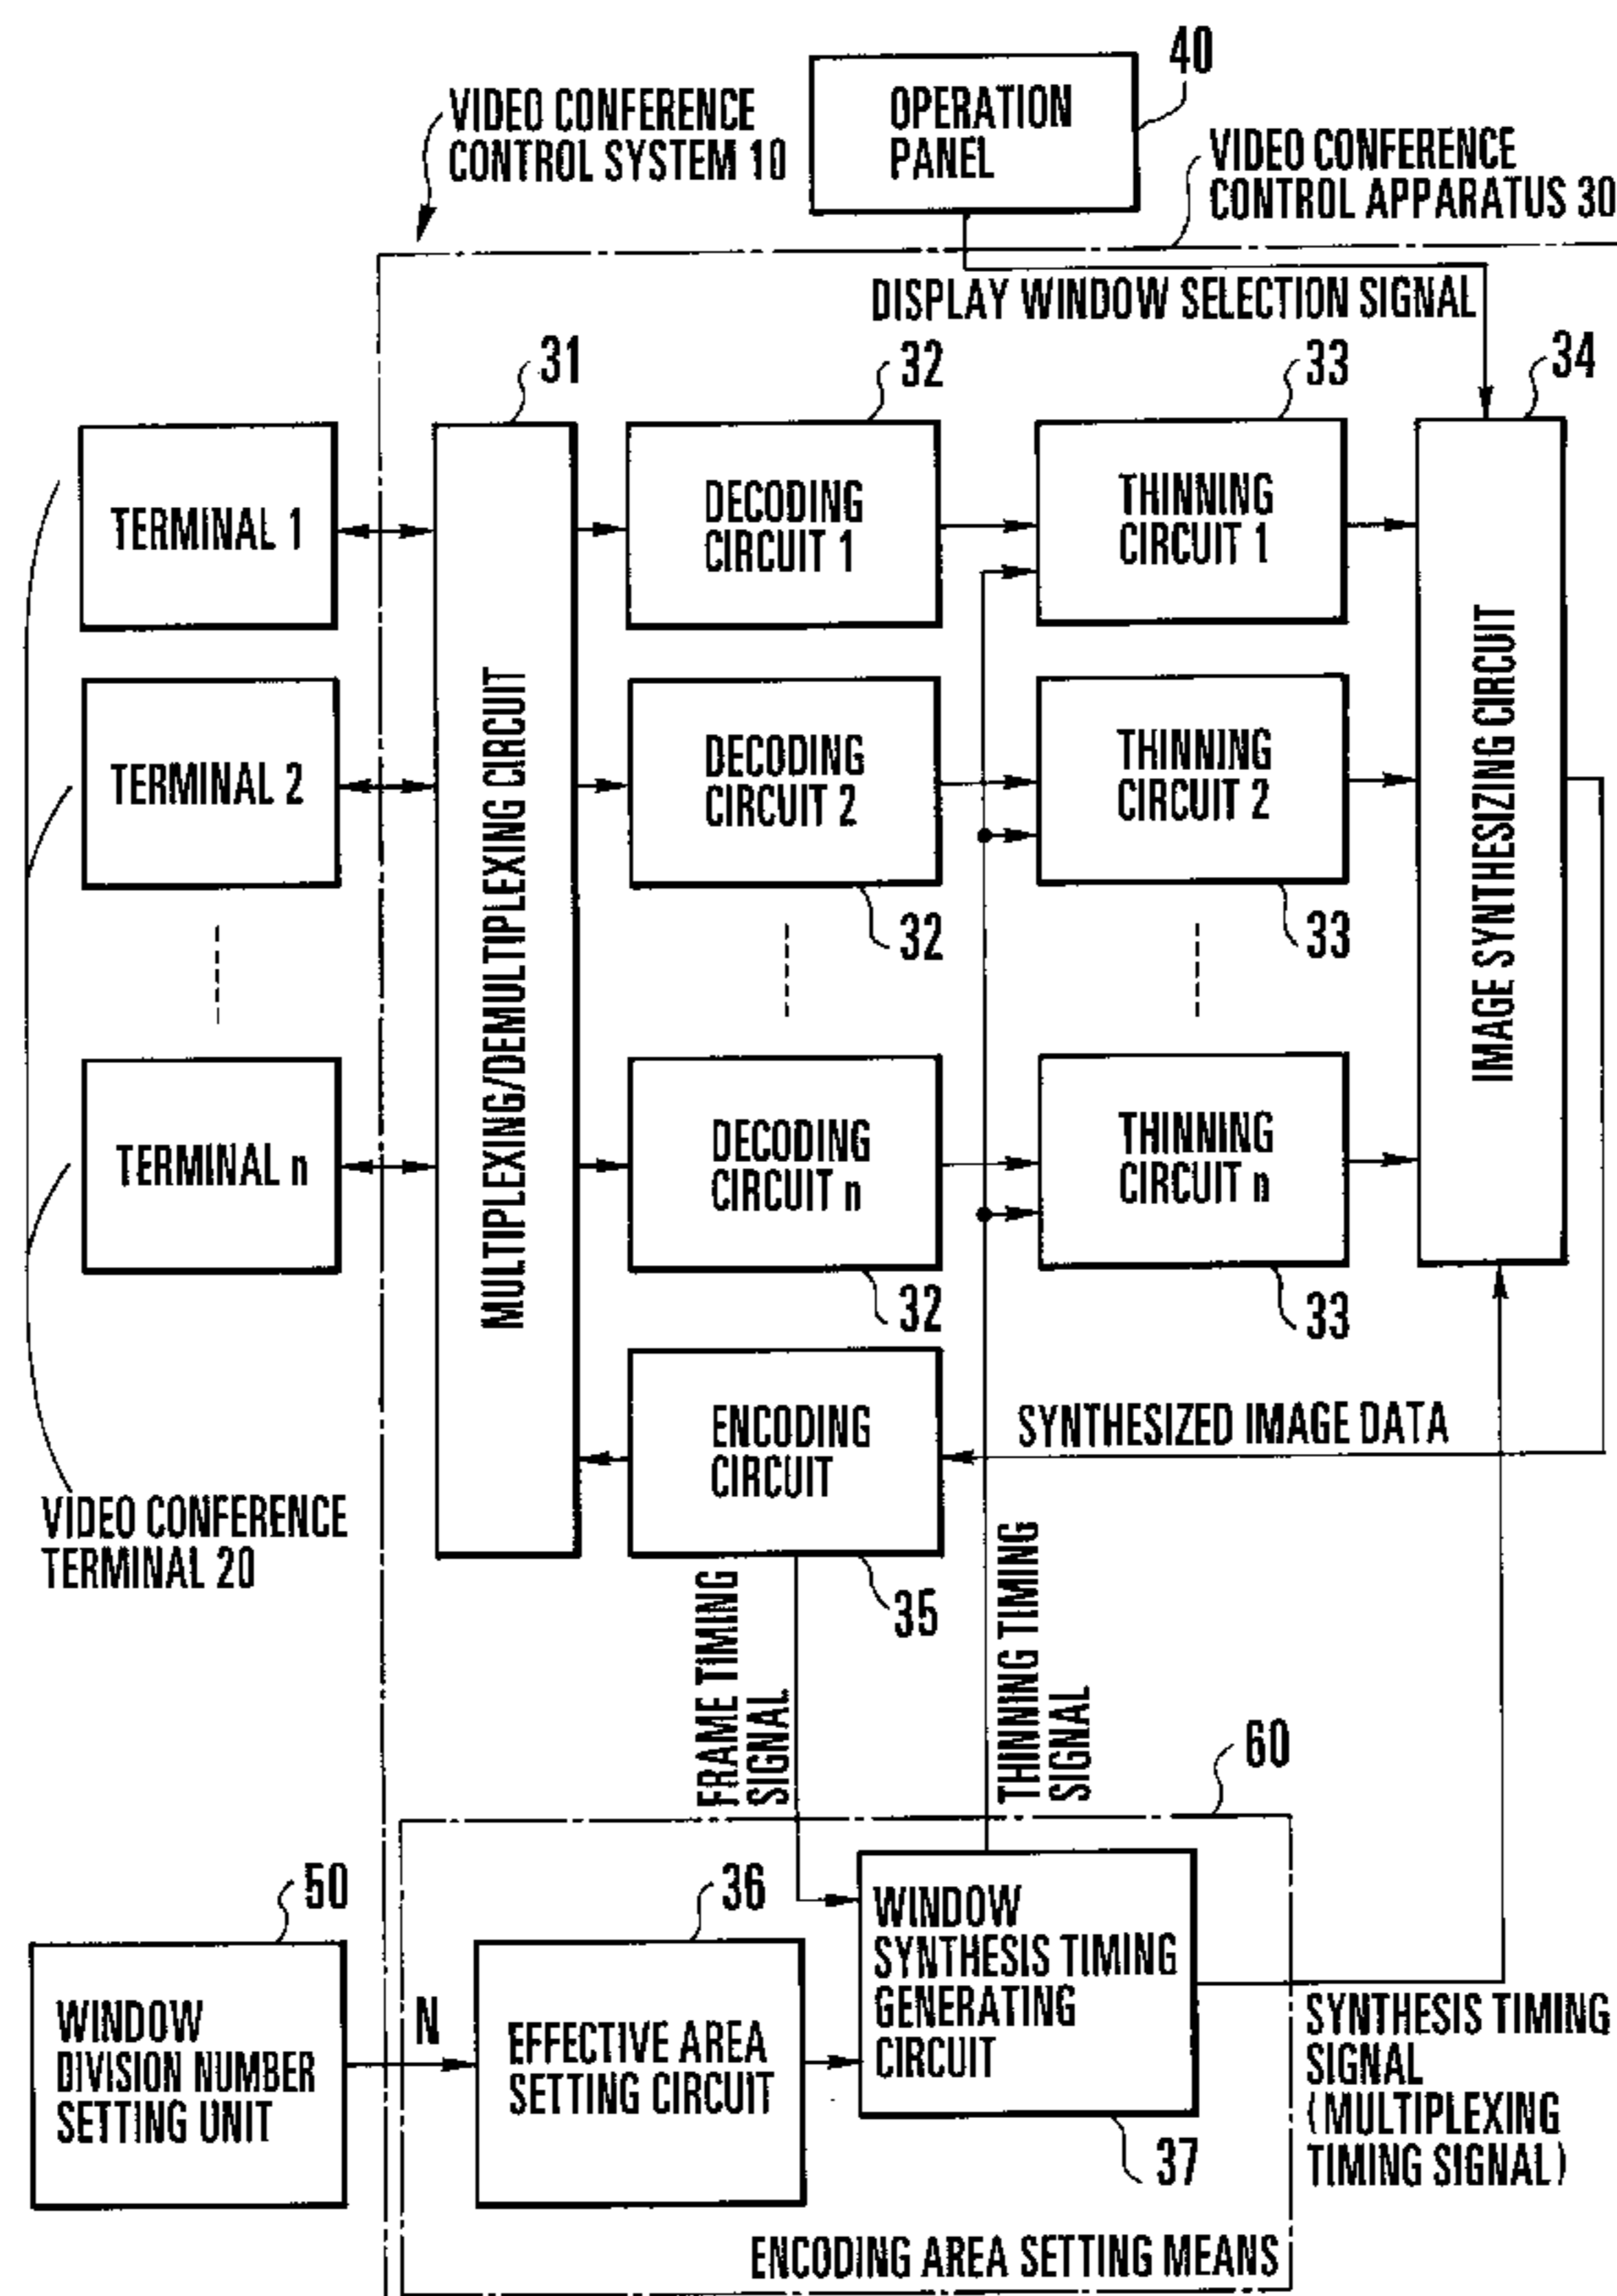 40
OPERATION
PANEL
VIDEO CONFERENCE
CONTROL SYSTEM 10
VIDEO CONFERENCE
CONTROL APPARATUS 30
DISPLAY WINDOW SELECTION SIGNAL
31
32
33
34
TERMINAL 1
DECODING
CIRCUIT 1
THINNING
CIRCUIT 1
MULTIPLEXING/DEMULTIPLEXING CIRCUIT
IMAGE SYNTHESIZING CIRCUIT
TERMINAL 2
DECODING
CIRCUIT 2
THINNING
CIRCUIT 2
32
33
TERMINAL n
DECODING
CIRCUIT n
THINNING
CIRCUIT n
32
33
ENCODING
CIRCUIT
SYNTHESIZED IMAGE DATA
VIDEO CONFERENCE
TERMINAL 20
35
FRAME TIMING
SIGNAL
THINNING TIMING
SIGNAL
60
50
36
WINDOW
DIVISION NUMBER
SETTING UNIT
N
EFFECTIVE AREA
SETTING CIRCUIT
WINDOW
SYNTHESIS TIMING
GENERATING
CIRCUIT
37
SYNTHESIS TIMING
SIGNAL
(MULTIPLEXING
TIMING SIGNAL)
ENCODING AREA SETTING MEANS